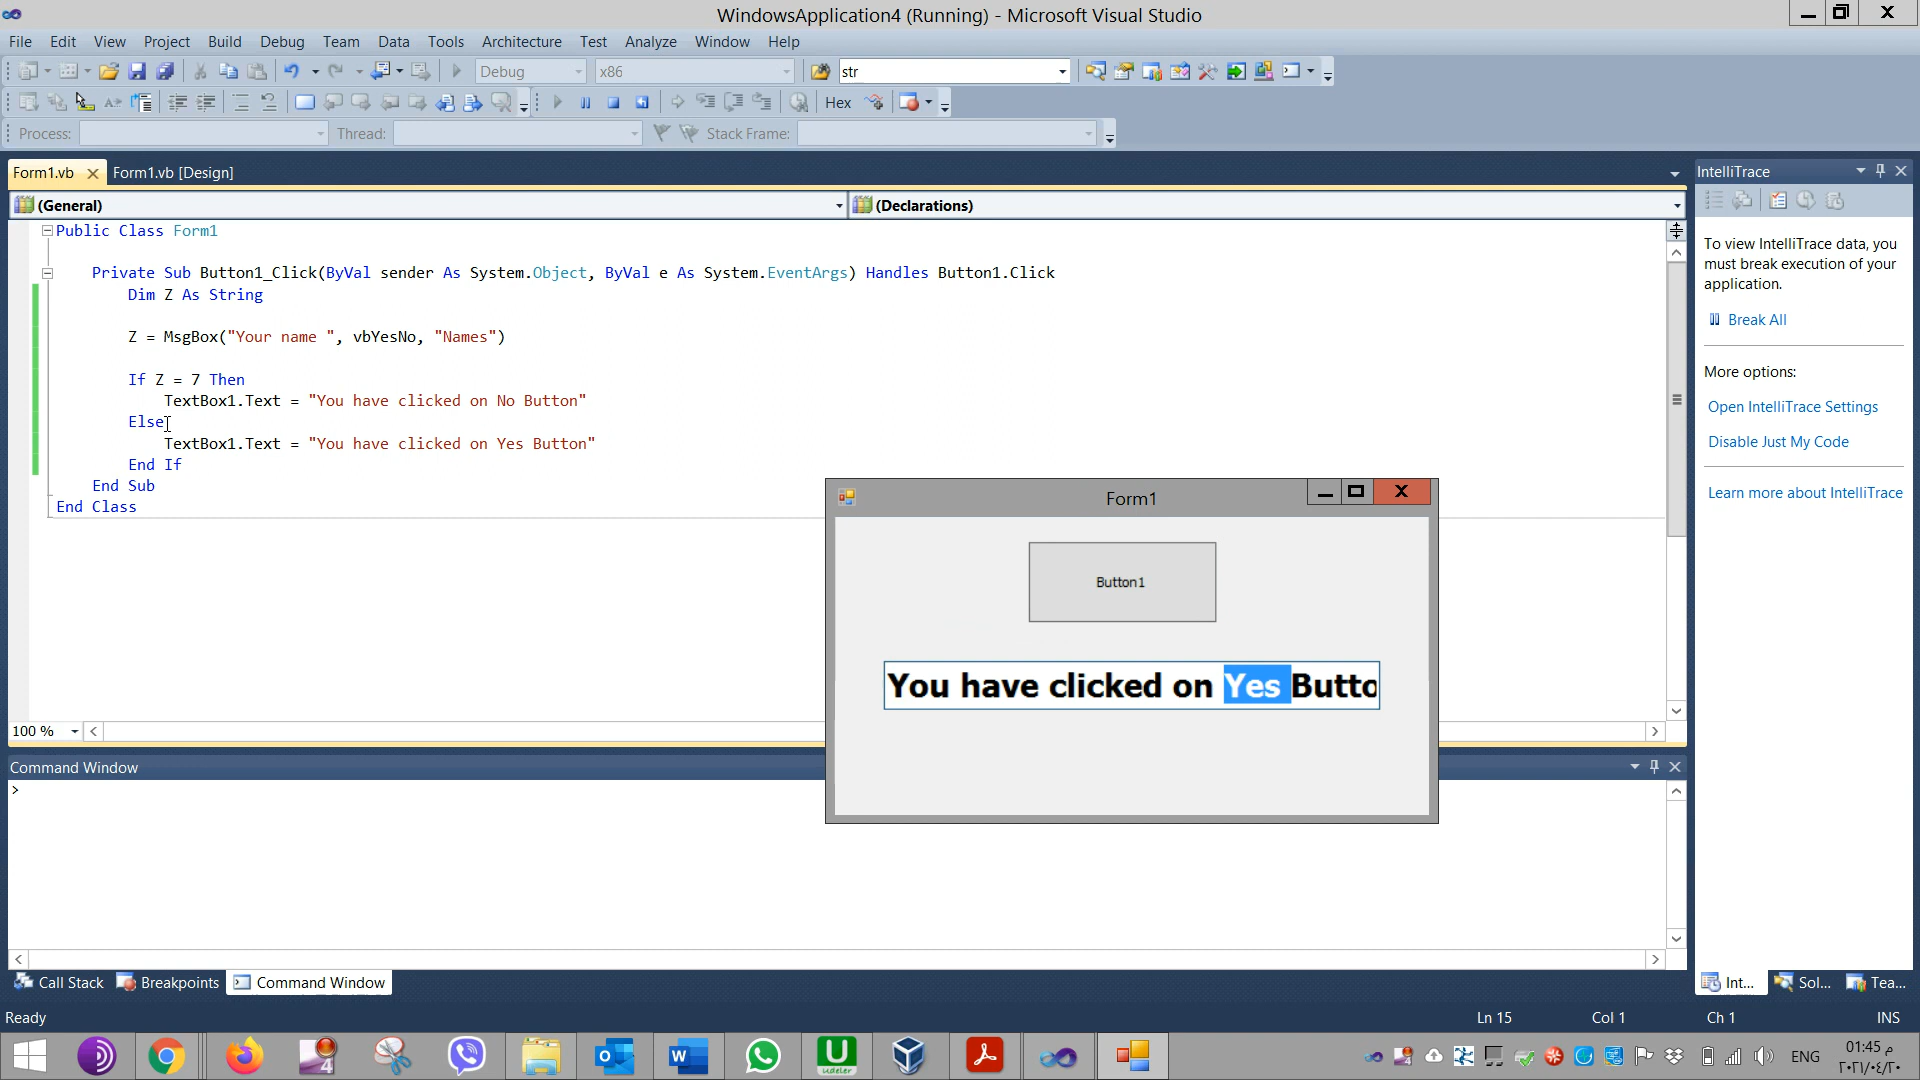 WindowsApplication4 (Running) - Microsoft Visual Studio
File Edit View Project Build Debug Team Data Tools Architecture Test Analyze Window Help
Debug x86 str
Hex
Process: Thread: Stack Frame:
Form1.vb Form1.vb [Design]
(General) (Declarations)
Public Class Form1
Private Sub Button1_Click(ByVal sender As System.Object, ByVal e As System.EventArgs) Handles Button1.Click
Dim Z As String
Z = MsgBox("Your name ", vbYesNo, "Names")
If Z = 7 Then
TextBox1.Text = "You have clicked on No Button"
Else
TextBox1.Text = "You have clicked on Yes Button"
End If
End Sub
End Class
Form1
Button1
You have clicked on Yes Butto
100 %
IntelliTrace
To view IntelliTrace data, you
must break execution of your
application.
Break All
More options:
Open IntelliTrace Settings
Disable Just My Code
Learn more about IntelliTrace
Command Window
>
Call Stack Breakpoints Command Window
Int... Sol... Tea...
Ready Ln 15 Col 1 Ch 1 INS
U
udeler
ENG
01:45 م
٢٠٢١/٠٤/٢٠